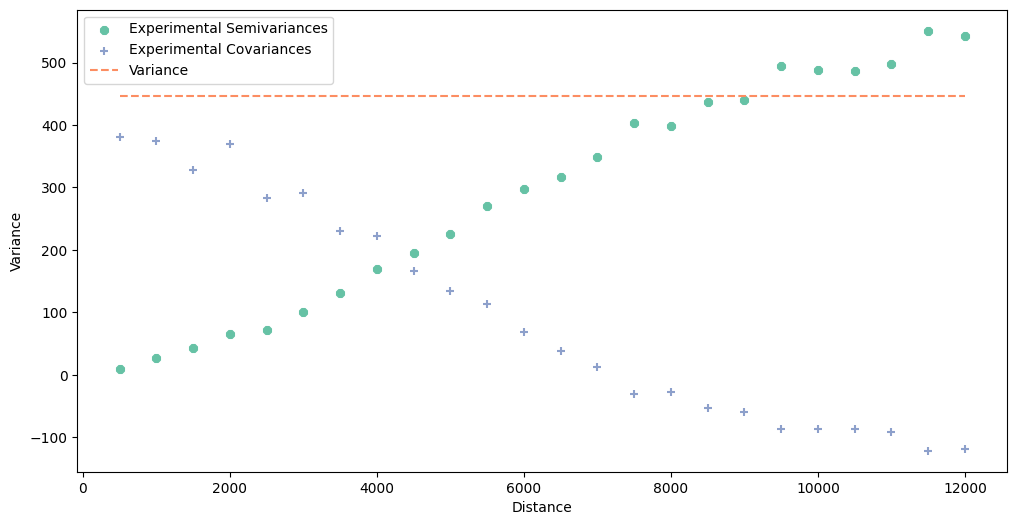 Experimental Semivariances
Experimental Covariances
Variance
Variance
500
400
300
200
100
0
−100
0 2000 4000 6000 8000 10000 12000
Distance